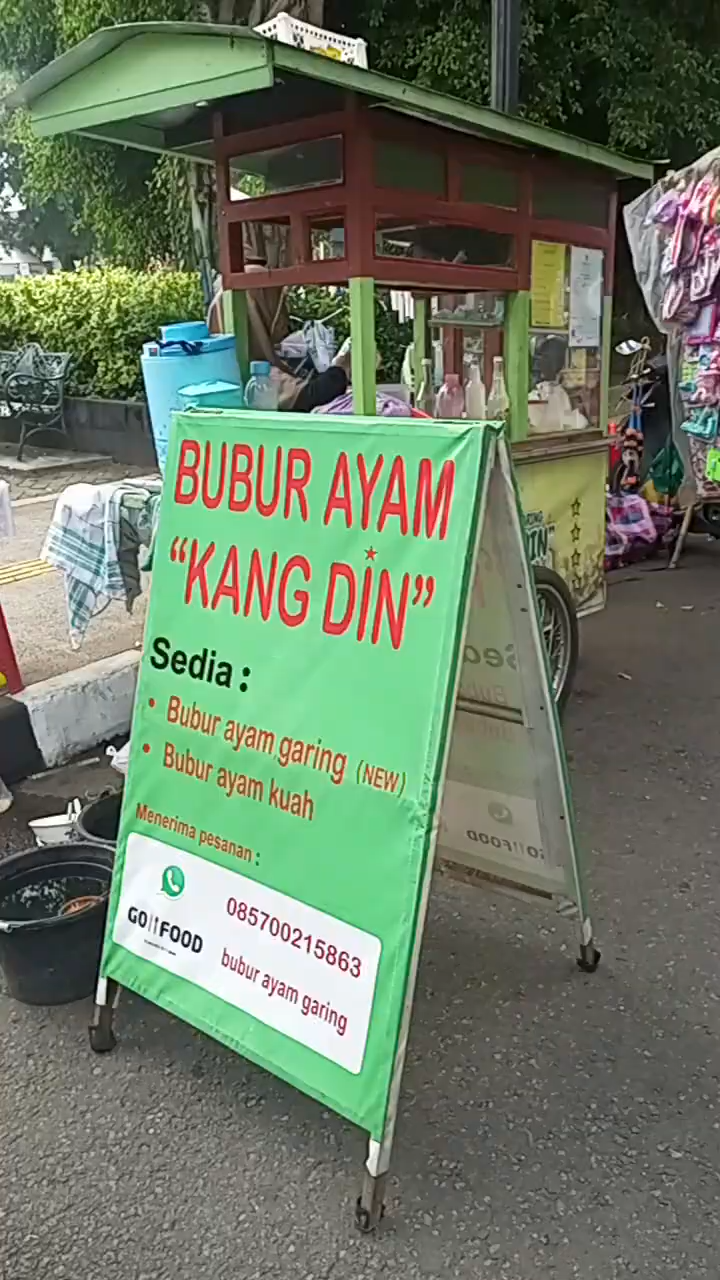 BUBUR AYAM
“KANG DIN”
Sedia :
• Bubur ayam garing (NEW)
• Bubur ayam kuah
Menerima pesanan :
085700215863
GOFOOD
bubur ayam garing